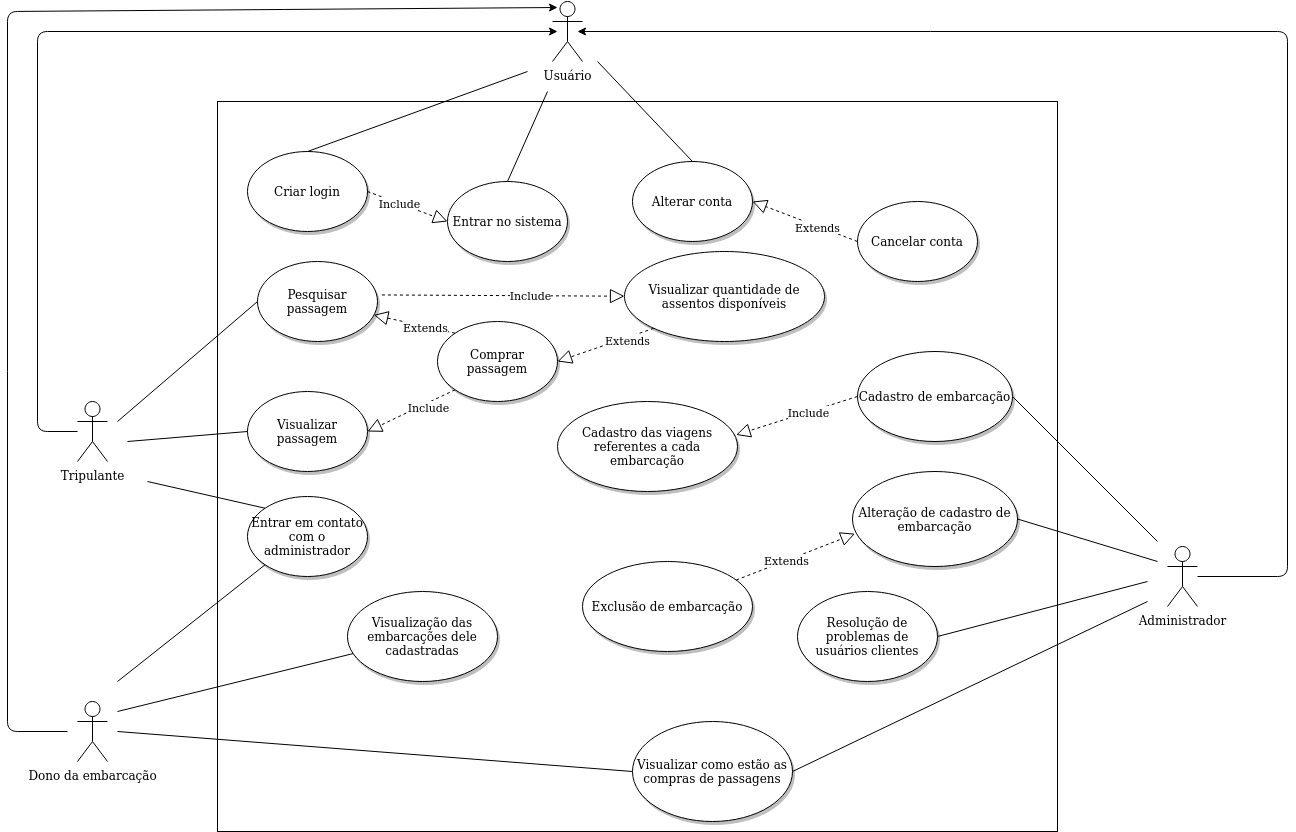 Usuário
Criar login
Include
Entrar no sistema
Alterar conta
Extends
Cancelar conta
Pesquisar
passagem
Include
Visualizar quantidade de
assentos disponíveis
Extends
Comprar
passagem
Extends
Include
Visualizar
passagem
Cadastro de embarcação
Include
Cadastro das viagens
referentes a cada
embarcação
Tripulante
Entrar em contato
com o
administrador
Alteração de cadastro de
embarcação
Extends
Exclusão de embarcação
Administrador
Visualização das
embarcações dele
cadastradas
Resolução de
problemas de
usuários clientes
Dono da embarcação
Visualizar como estão as
compras de passagens